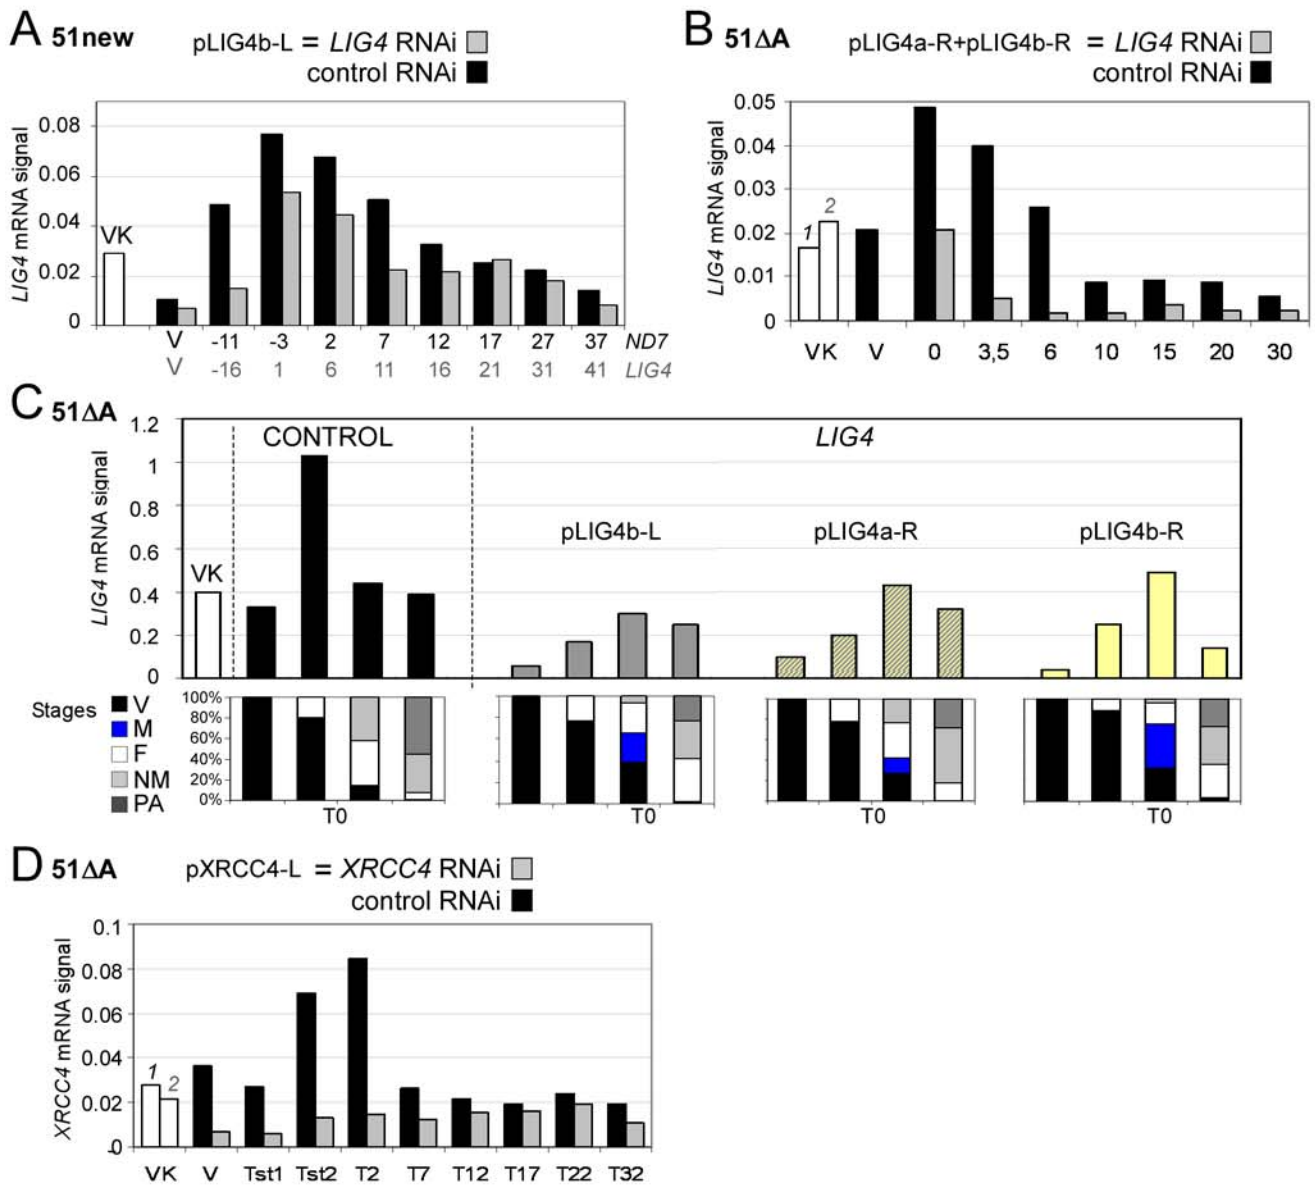 A 51new
pLIG4b-L = LIG4 RNAi
control RNAi
LIG4 mRNA signal
0.08
0.06
0.04
0.02
0
VK
V -11 -3 2 7 12 17 27 37 ND7
V -16 1 6 11 16 21 31 41 LIG4
B 51ΔA
pLIG4a-R+pLIG4b-R = LIG4 RNAi
control RNAi
LIG4 mRNA signal
0.05
0.04
0.03
0.02
0.01
0
1 2
VK V 0 3,5 6 10 15 20 30
C 51ΔA
LIG4 mRNA signal
1.2
1
0.8
0.6
0.4
0.2
0
VK
CONTROL
LIG4
pLIG4b-L
pLIG4a-R
pLIG4b-R
Stages
V
M
F
NM
PA
100%
80%
60%
40%
20%
0%
T0 T0 T0 T0
D 51ΔA
pXRCC4-L = XRCC4 RNAi
control RNAi
XRCC4 mRNA signal
0.1
0.08
0.06
0.04
0.02
0
1 2
VK V Tst1 Tst2 T2 T7 T12 T17 T22 T32